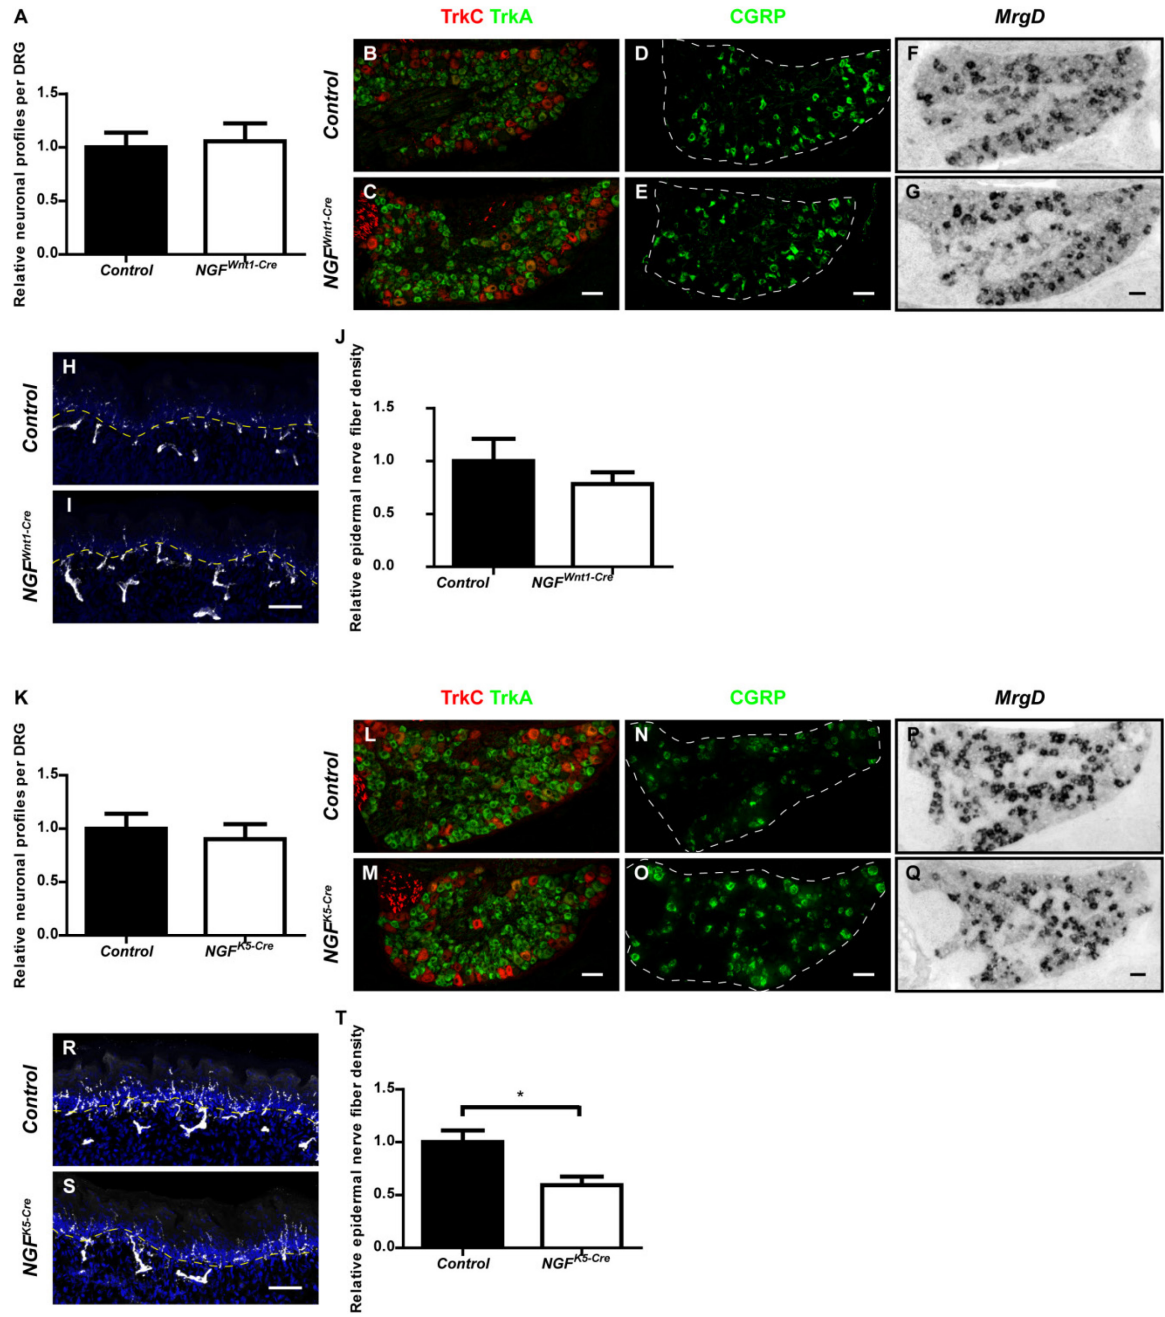 A
TrkC TrkA
CGRP
MrgD
Relative neuronal profiles per DRG
1.5
1.0
0.5
0.0
Control
NGFWnt1-Cre
Control
B
D
F
NGFWnt1-Cre
C
E
G
Control
H
NGFWnt1-Cre
I
J
Relative epidermal nerve fiber density
1.5
1.0
0.5
0.0
Control
NGFWnt1-Cre
K
TrkC TrkA
CGRP
MrgD
Relative neuronal profiles per DRG
1.5
1.0
0.5
0.0
Control
NGFK5-Cre
Control
L
N
P
NGFK5-Cre
M
O
Q
Control
R
NGFK5-Cre
S
T
Relative epidermal nerve fiber density
1.5
1.0
0.5
0.0
*
Control
NGFK5-Cre